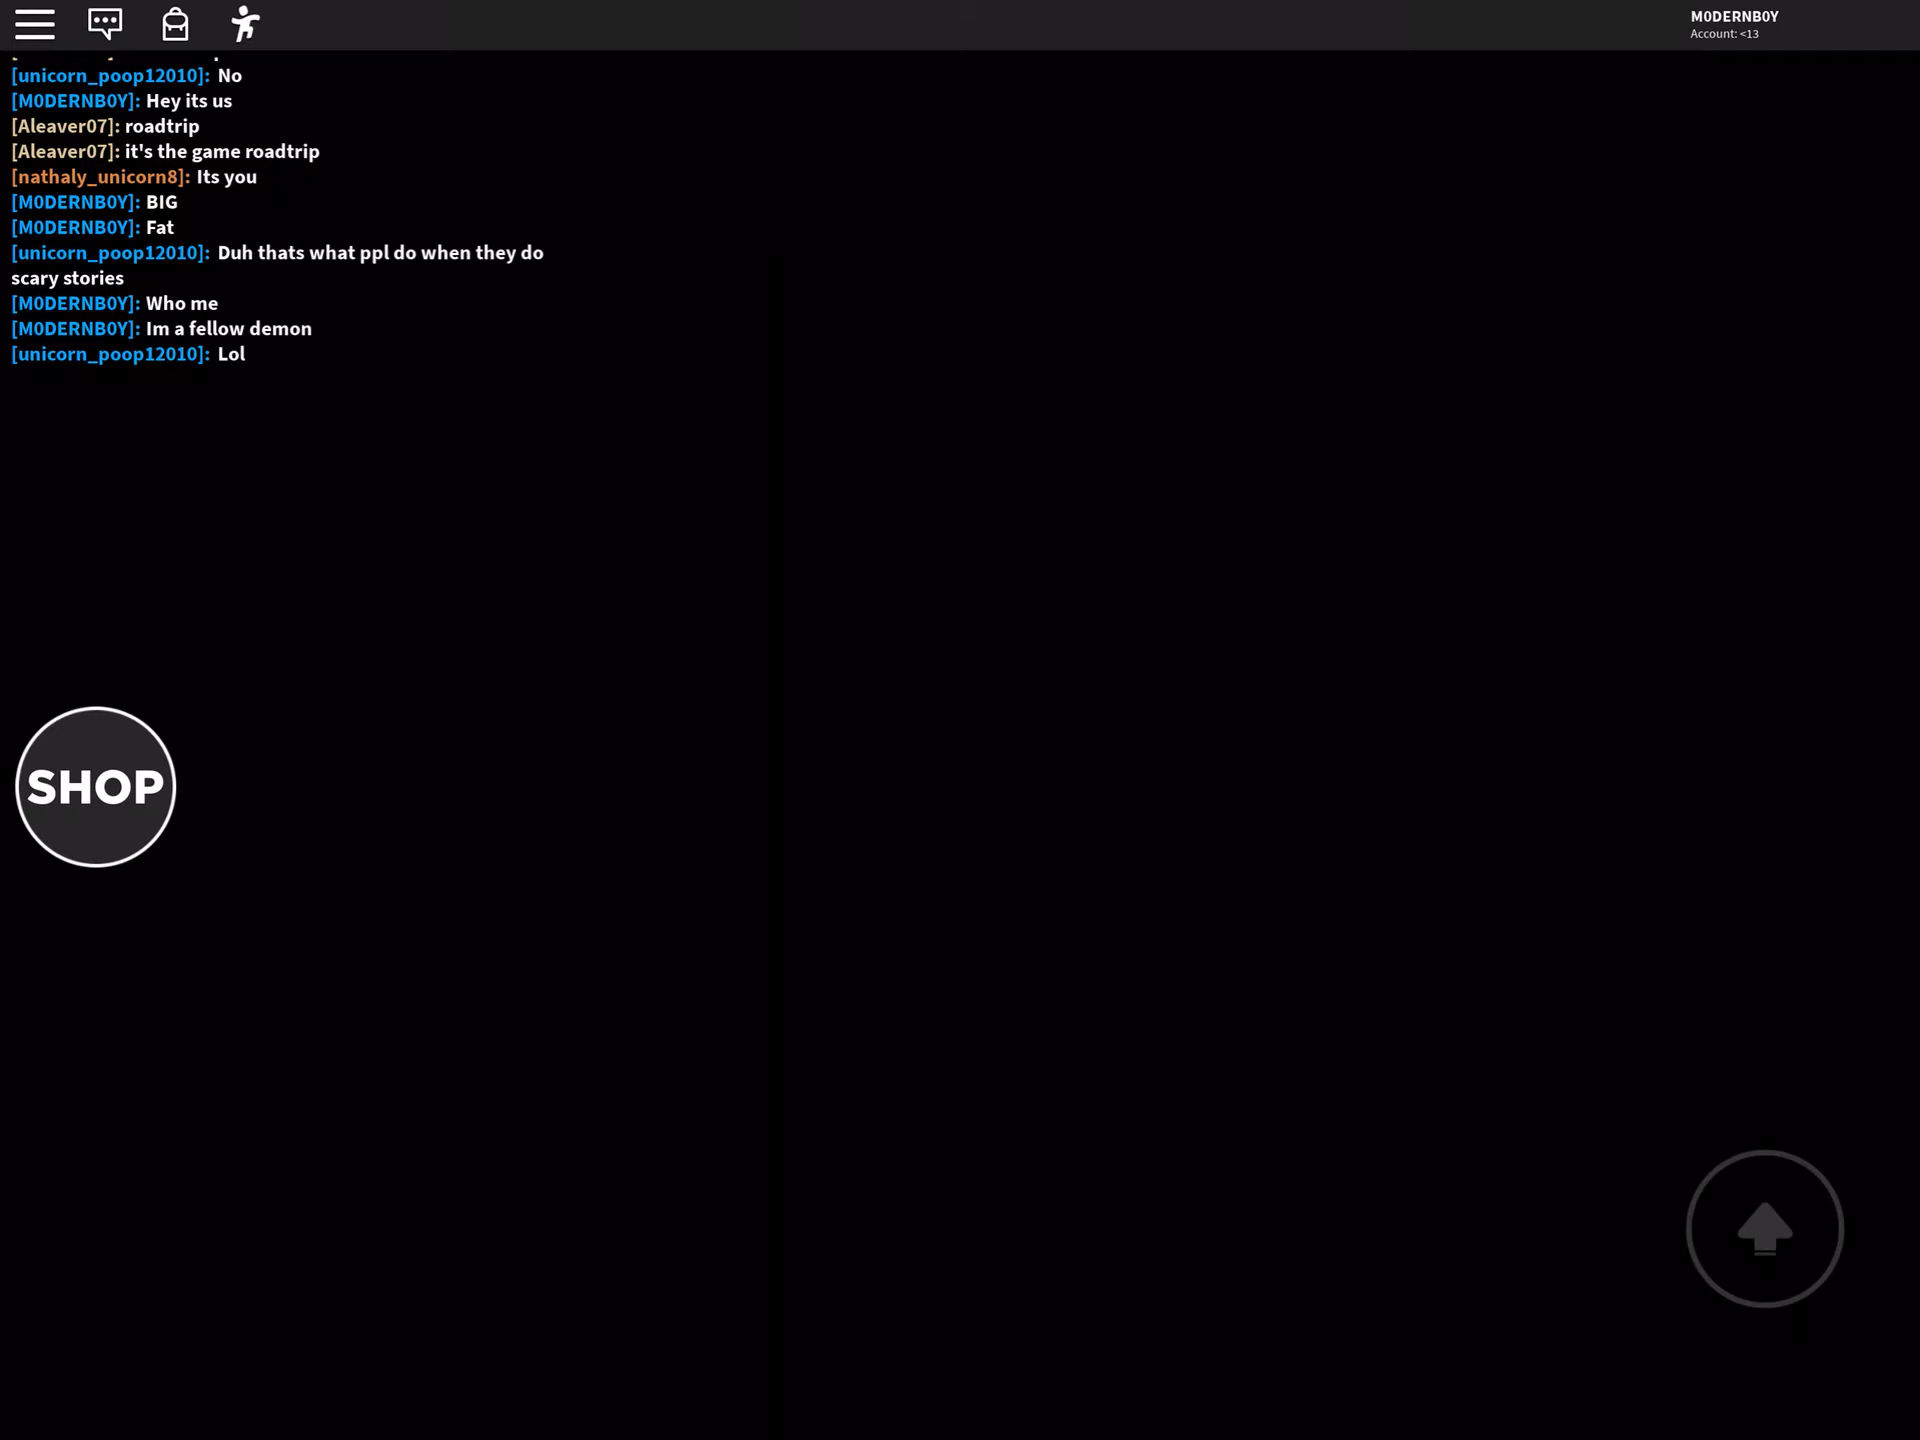 M0DERNB0Y
Account: <13
[unicorn_poop12010]: No
[M0DERNB0Y]: Hey its us
[Aleaver07]: roadtrip
[Aleaver07]: it's the game roadtrip
[nathaly_unicorn8]: Its you
[M0DERNB0Y]: BIG
[M0DERNB0Y]: Fat
[unicorn_poop12010]: Duh thats what ppl do when they do
scary stories
[M0DERNB0Y]: Who me
[M0DERNB0Y]: Im a fellow demon
[unicorn_poop12010]: Lol
SHOP